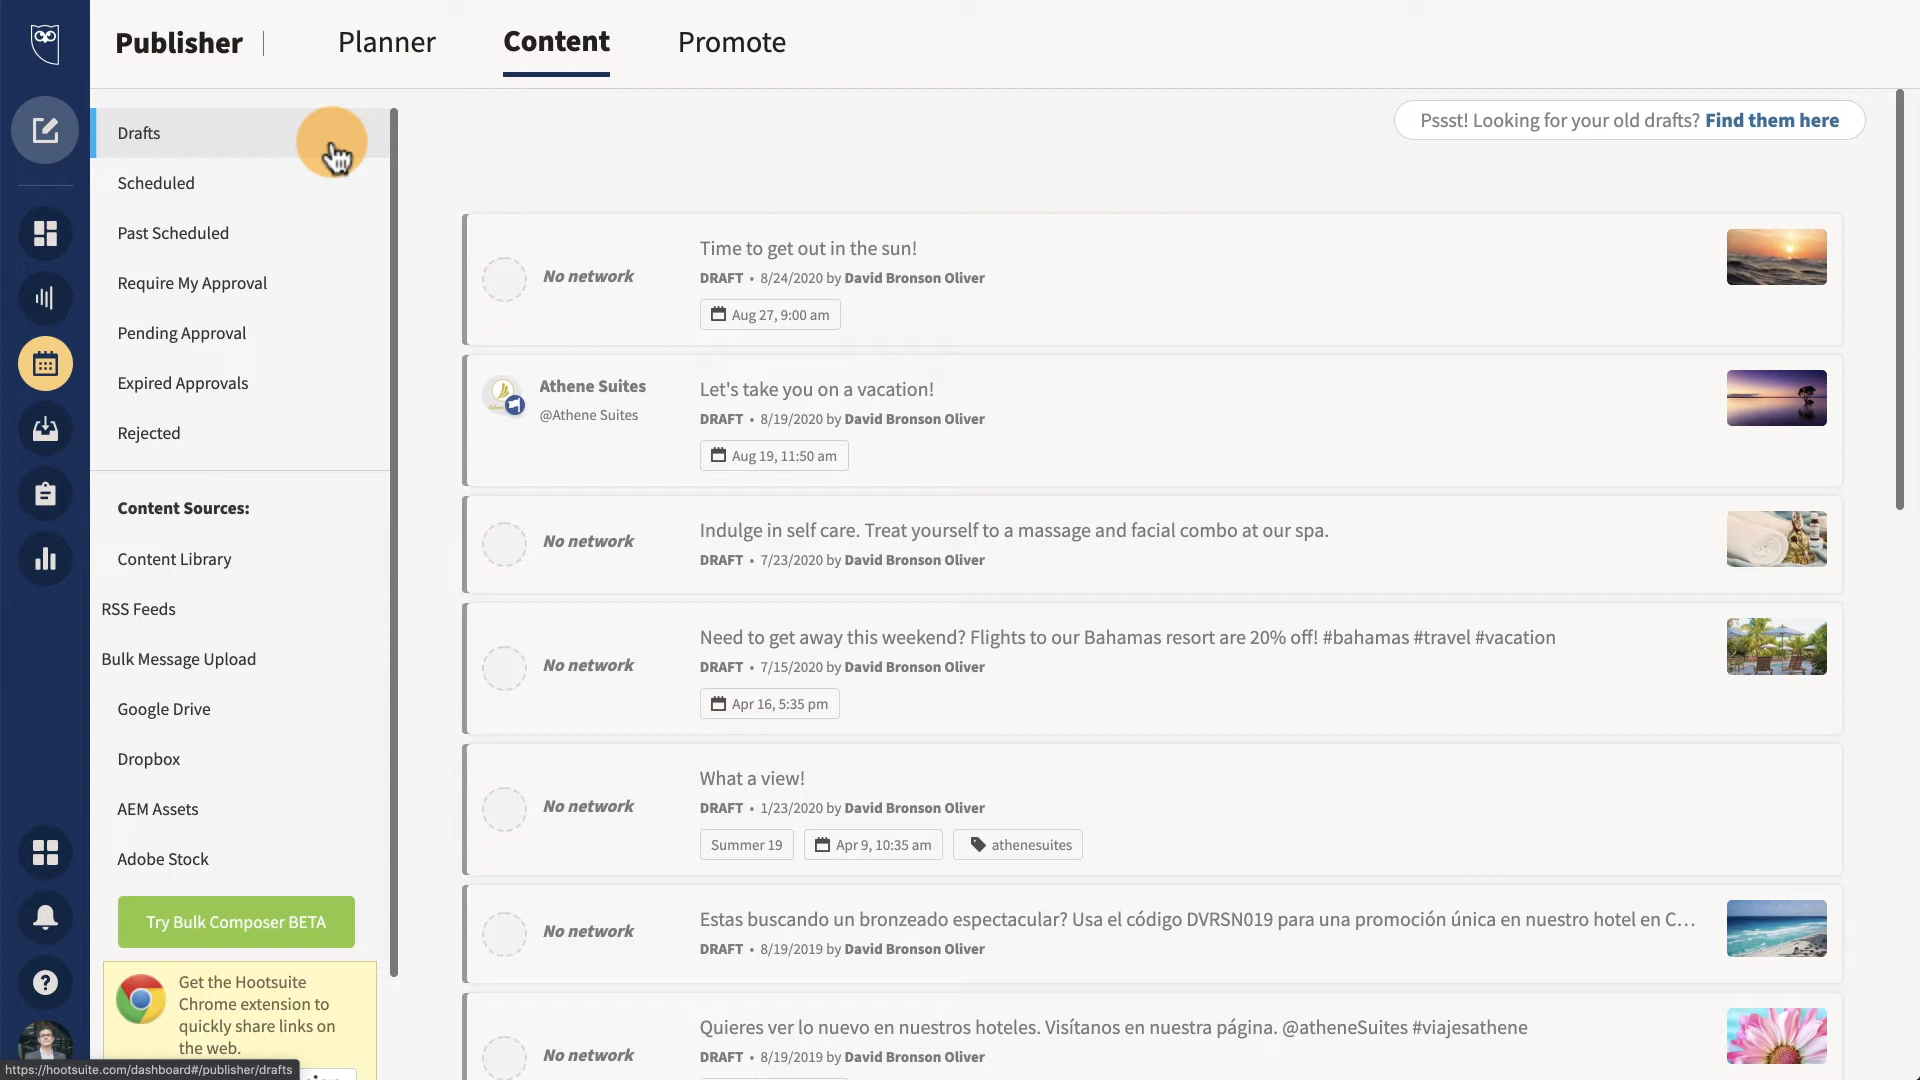 Publisher
Planner
Content
Promote
Drafts
Scheduled
Past Scheduled
Require My Approval
Pending Approval
Expired Approvals
Rejected
Content Sources:
Content Library
RSS Feeds
Bulk Message Upload
Google Drive
Dropbox
AEM Assets
Adobe Stock
Try Bulk Composer BETA
Get the Hootsuite
Chrome extension to
quickly share links on
the web.
https://hootsuite.com/dashboard#/publisher/drafts
Pssst! Looking for your old drafts? Find them here
No network
Time to get out in the sun!
DRAFT • 8/24/2020 by David Bronson Oliver
Aug 27, 9:00 am
Athene Suites
@Athene Suites
Let's take you on a vacation!
DRAFT • 8/19/2020 by David Bronson Oliver
Aug 19, 11:50 am
No network
Indulge in self care. Treat yourself to a massage and facial combo at our spa.
DRAFT • 7/23/2020 by David Bronson Oliver
No network
Need to get away this weekend? Flights to our Bahamas resort are 20% off! #bahamas #travel #vacation
DRAFT • 7/15/2020 by David Bronson Oliver
Apr 16, 5:35 pm
No network
What a view!
DRAFT • 1/23/2020 by David Bronson Oliver
Summer 19
Apr 9, 10:35 am
athenesuites
No network
Estas buscando un bronzeado espectacular? Usa el código DVRSN019 para una promoción única en nuestro hotel en C...
DRAFT • 8/19/2019 by David Bronson Oliver
No network
Quieres ver lo nuevo en nuestros hoteles. Visítanos en nuestra página. @atheneSuites #viajesathene
DRAFT • 8/19/2019 by David Bronson Oliver